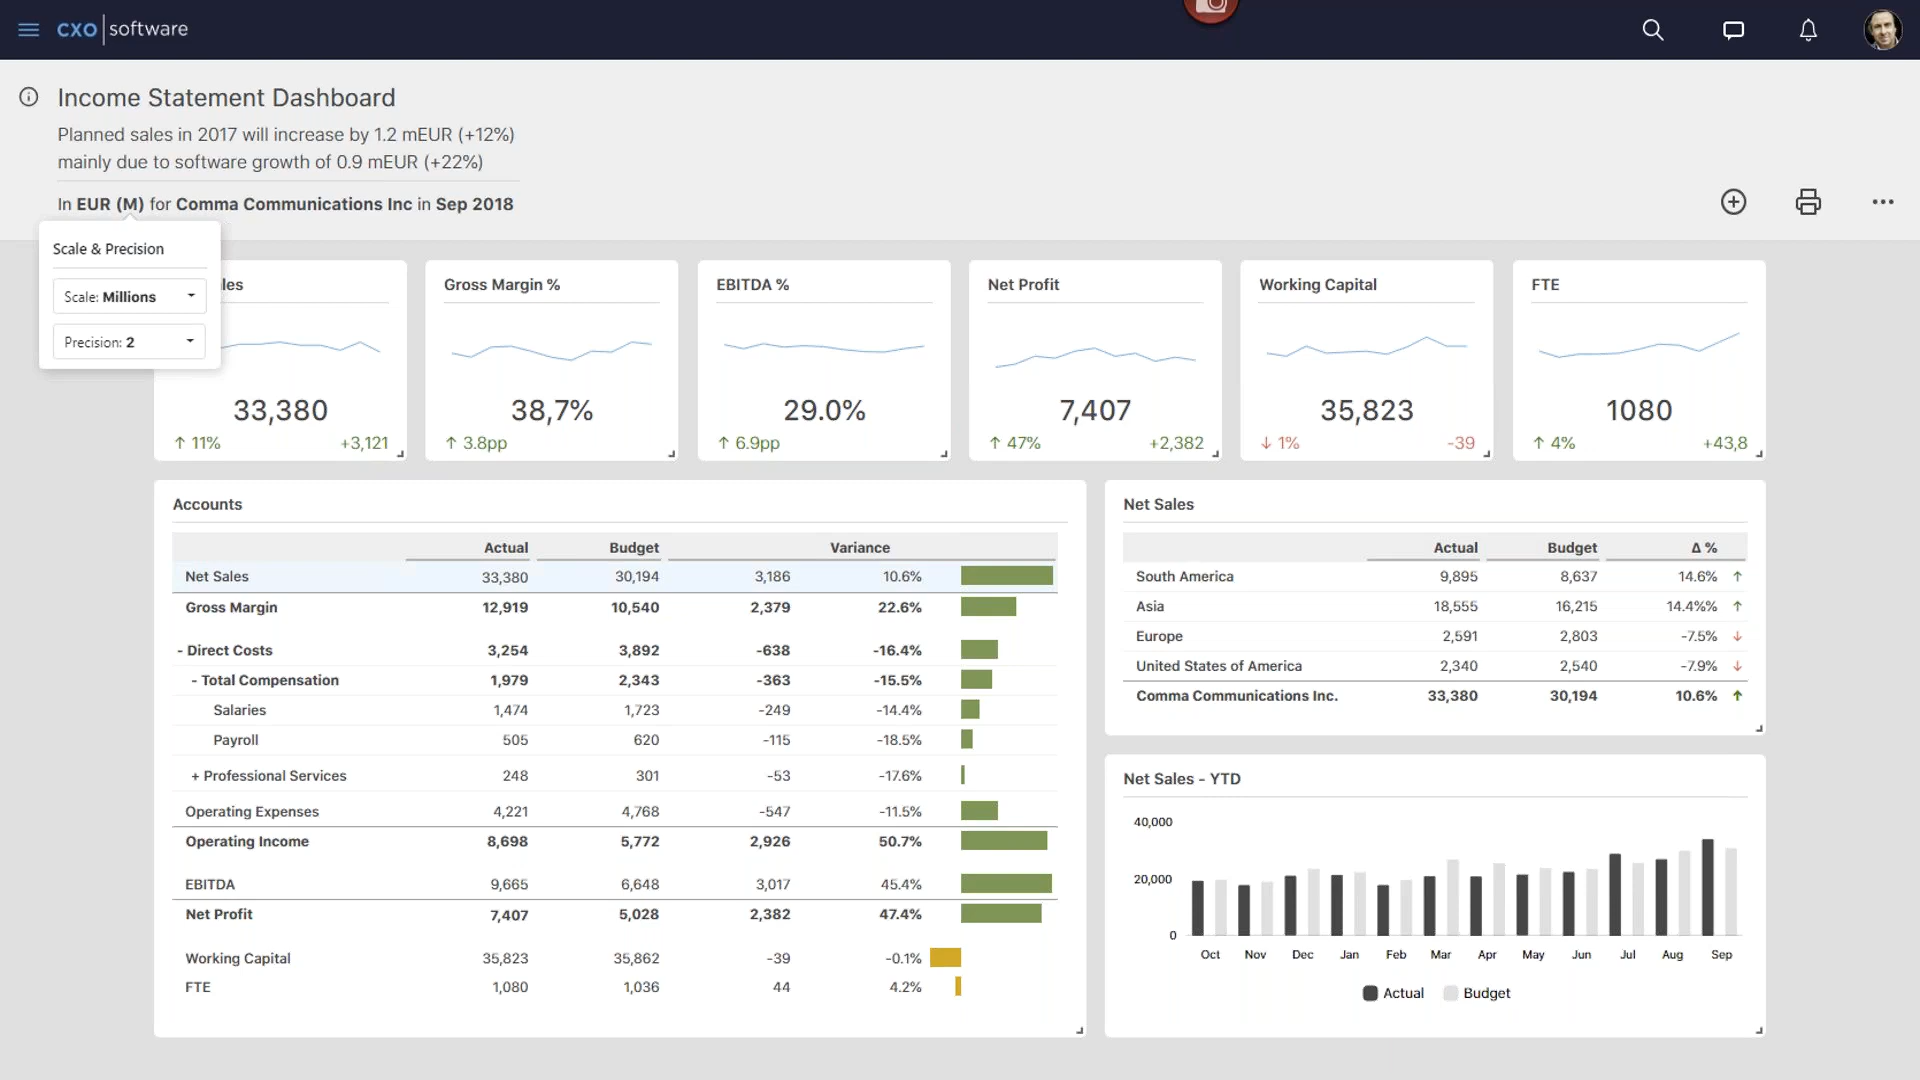 CXO software
Income Statement Dashboard
Planned sales in 2017 will increase by 1.2 mEUR (+12%)
mainly due to software growth of 0.9 mEUR (+22%)
In EUR (M) for Comma Communications Inc in Sep 2018
Scale & Precision
Scale: Millions
Precision: 2
les
33,380
↑ 11% +3,121
Gross Margin %
38,7%
↑ 3.8pp
EBITDA %
29.0%
↑ 6.9pp
Net Profit
7,407
↑ 47% +2,382
Working Capital
35,823
↓ 1% -39
FTE
1080
↑ 4% +43,8
Accounts
Actual Budget Variance
Net Sales 33,380 30,194 3,186 10.6%
Gross Margin 12,919 10,540 2,379 22.6%
- Direct Costs 3,254 3,892 -638 -16.4%
- Total Compensation 1,979 2,343 -363 -15.5%
Salaries 1,474 1,723 -249 -14.4%
Payroll 505 620 -115 -18.5%
+ Professional Services 248 301 -53 -17.6%
Operating Expenses 4,221 4,768 -547 -11.5%
Operating Income 8,698 5,772 2,926 50.7%
EBITDA 9,665 6,648 3,017 45.4%
Net Profit 7,407 5,028 2,382 47.4%
Working Capital 35,823 35,862 -39 -0.1%
FTE 1,080 1,036 44 4.2%
Net Sales
Actual Budget Δ %
South America 9,895 8,637 14.6% ↑
Asia 18,555 16,215 14.4%% ↑
Europe 2,591 2,803 -7.5% ↓
United States of America 2,340 2,540 -7.9% ↓
Comma Communications Inc. 33,380 30,194 10.6% ↑
Net Sales - YTD
40,000
20,000
0
Oct Nov Dec Jan Feb Mar Apr May Jun Jul Aug Sep
Actual Budget